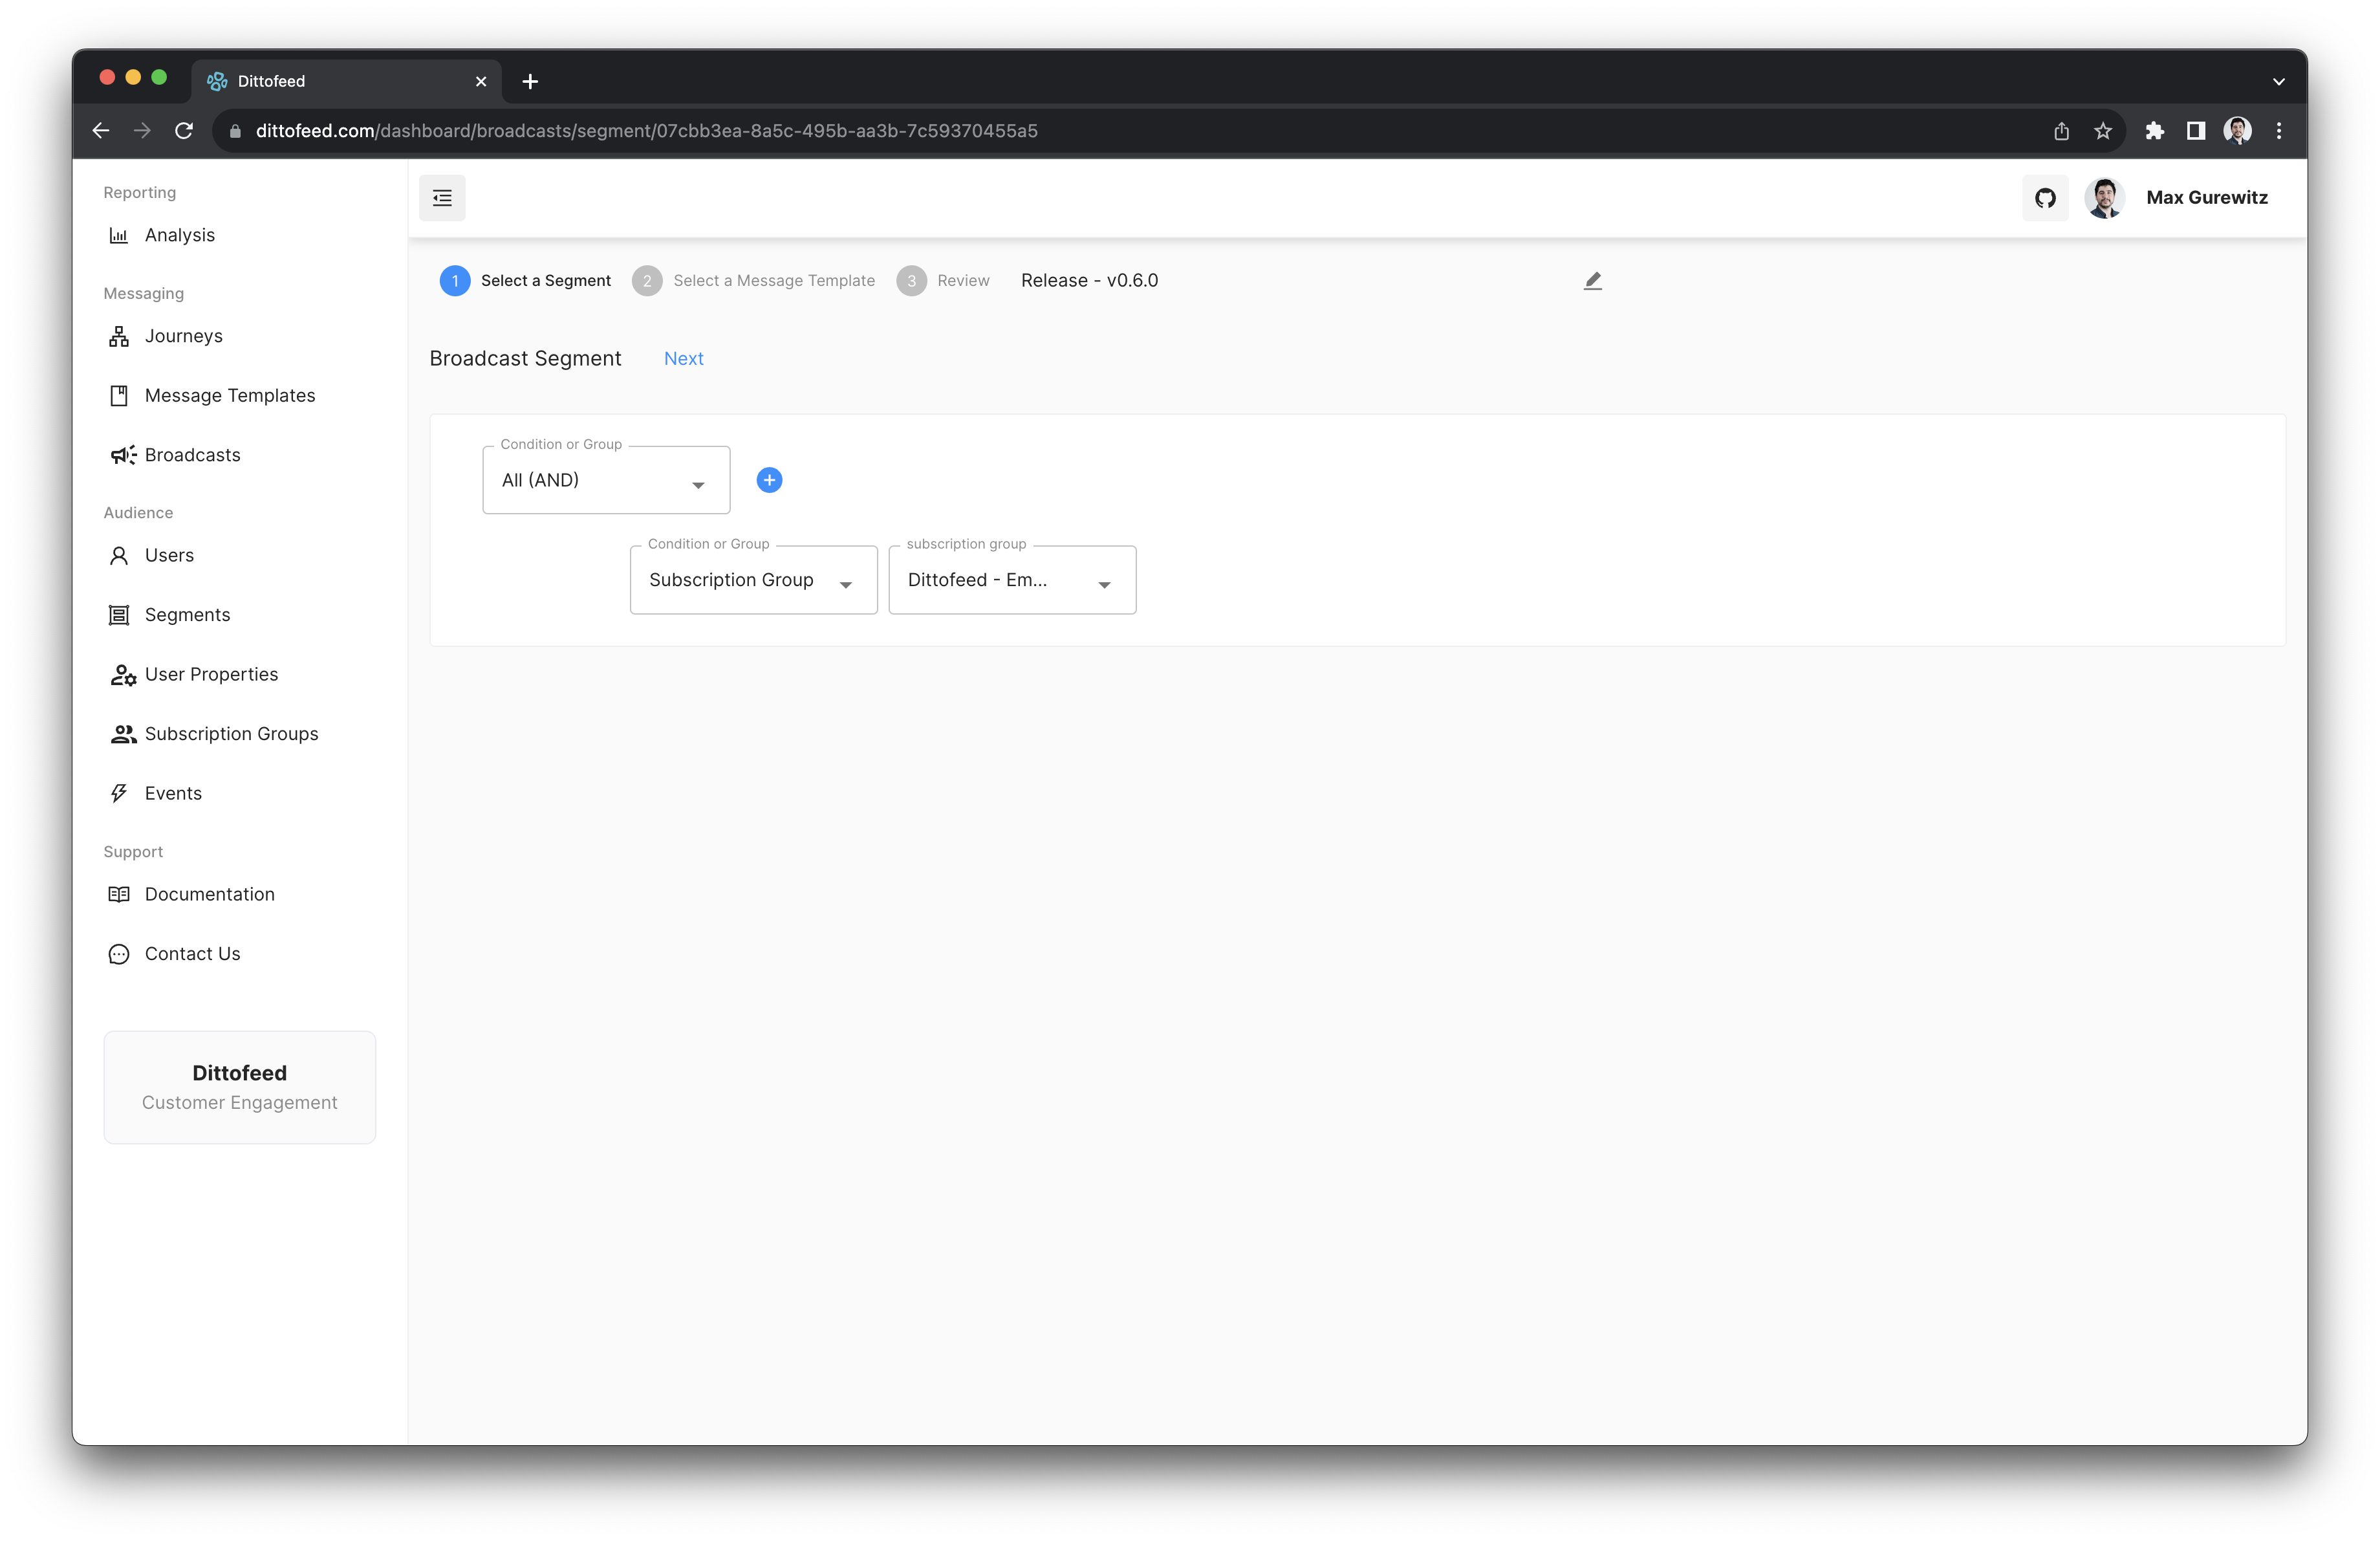 Dittofeed
dittofeed.com/dashboard/broadcasts/segment/07cbb3ea-8a5c-495b-aa3b-7c59370455a5
Reporting
Analysis
Messaging
Journeys
Message Templates
Broadcasts
Audience
Users
Segments
User Properties
Subscription Groups
Events
Support
Documentation
Contact Us
Dittofeed
Customer Engagement
Max Gurewitz
1 Select a Segment 2 Select a Message Template 3 Review Release - v0.6.0
Broadcast Segment Next
Condition or Group
All (AND)
Condition or Group subscription group
Subscription Group Dittofeed - Em...